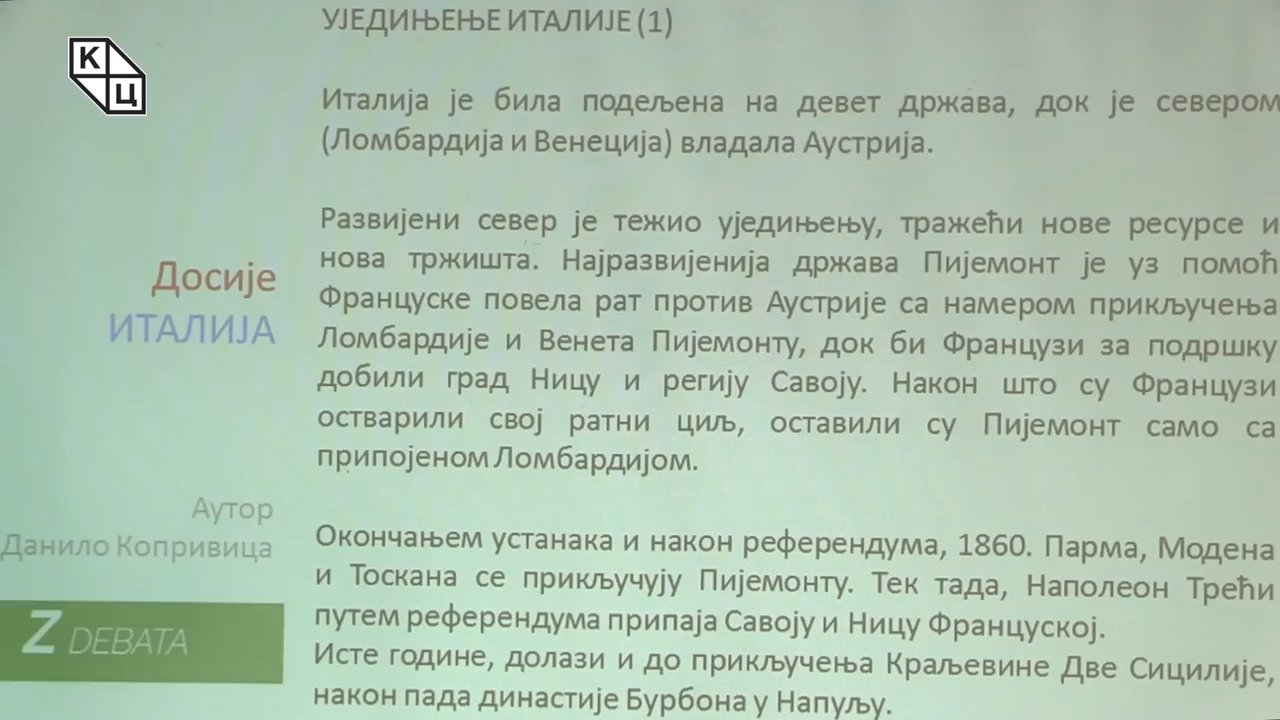 К
Ц
УЈЕДИЊЕЊЕ ИТАЛИЈЕ (1)
Италија је била подељена на девет држава, док је севером
(Ломбардија и Венеција) владала Аустрија.
Развијени север је тежио уједињењу, тражећи нове ресурсе и
нова тржишта. Најразвијенија држава Пијемонт је уз помоћ
Француске повела рат против Аустрије са намером прикључења
Ломбардије и Венета Пијемонту, док би Французи за подршку
добили град Ницу и регију Савоју. Након што су Французи
остварили свој ратни циљ, оставили су Пијемонт само са
припојеном Ломбардијом.
Окончањем устанака и након референдума, 1860. Парма, Модена
и Тоскана се прикључују Пијемонту. Тек тада, Наполеон Трећи
путем референдума припаја Савоју и Ницу Француској.
Исте године, долази и до прикључења Краљевине Две Сицилије,
након пада династије Бурбона у Напуљу.
Досије
ИТАЛИЈА
Аутор
Данило Копривица
Z DEBATA